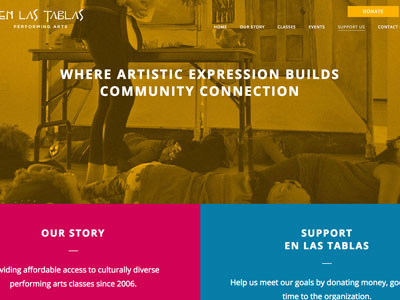 EN LAS TABLAS
PERFORMING ARTS
DONATE
HOME OUR STORY CLASSES EVENTS SUPPORT US CONTACT
WHERE ARTISTIC EXPRESSION BUILDS
COMMUNITY CONNECTION
OUR STORY
viding affordable access to culturally diverse
performing arts classes since 2006.
SUPPORT
EN LAS TABLAS
Help us meet our goals by donating money, goo
time to the organization.